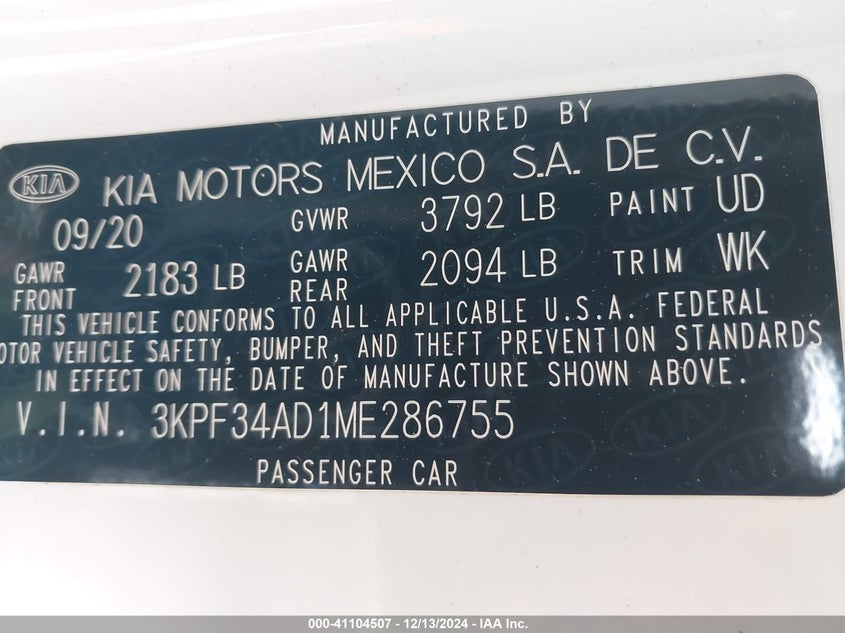 MANUFACTURED BY
KIA KIA MOTORS MEXICO S.A. DE C.V.
09/20 GVWR 3792 LB PAINT UD
GAWR FRONT 2183 LB GAWR REAR 2094 LB TRIM WK
THIS VEHICLE CONFORMS TO ALL APPLICABLE U.S.A. FEDERAL
OTOR VEHICLE SAFETY, BUMPER, AND THEFT PREVENTION STANDARDS
IN EFFECT ON THE DATE OF MANUFACTURE SHOWN ABOVE.
V.I.N. 3KPF34AD1ME286755
PASSENGER CAR
000-41104507 - 12/13/2024 - IAA Inc.